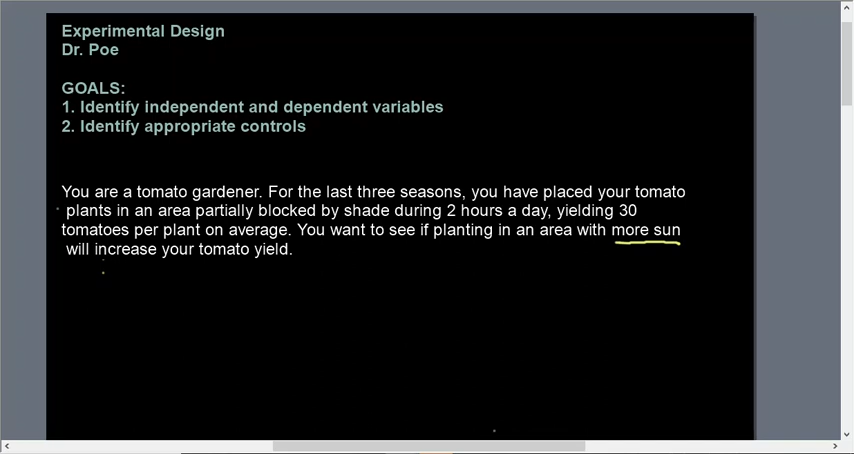 Experimental Design
Dr. Poe
GOALS:
1. Identify independent and dependent variables
2. Identify appropriate controls
You are a tomato gardener. For the last three seasons, you have placed your tomato
plants in an area partially blocked by shade during 2 hours a day, yielding 30
tomatoes per plant on average. You want to see if planting in an area with more sun
will increase your tomato yield.